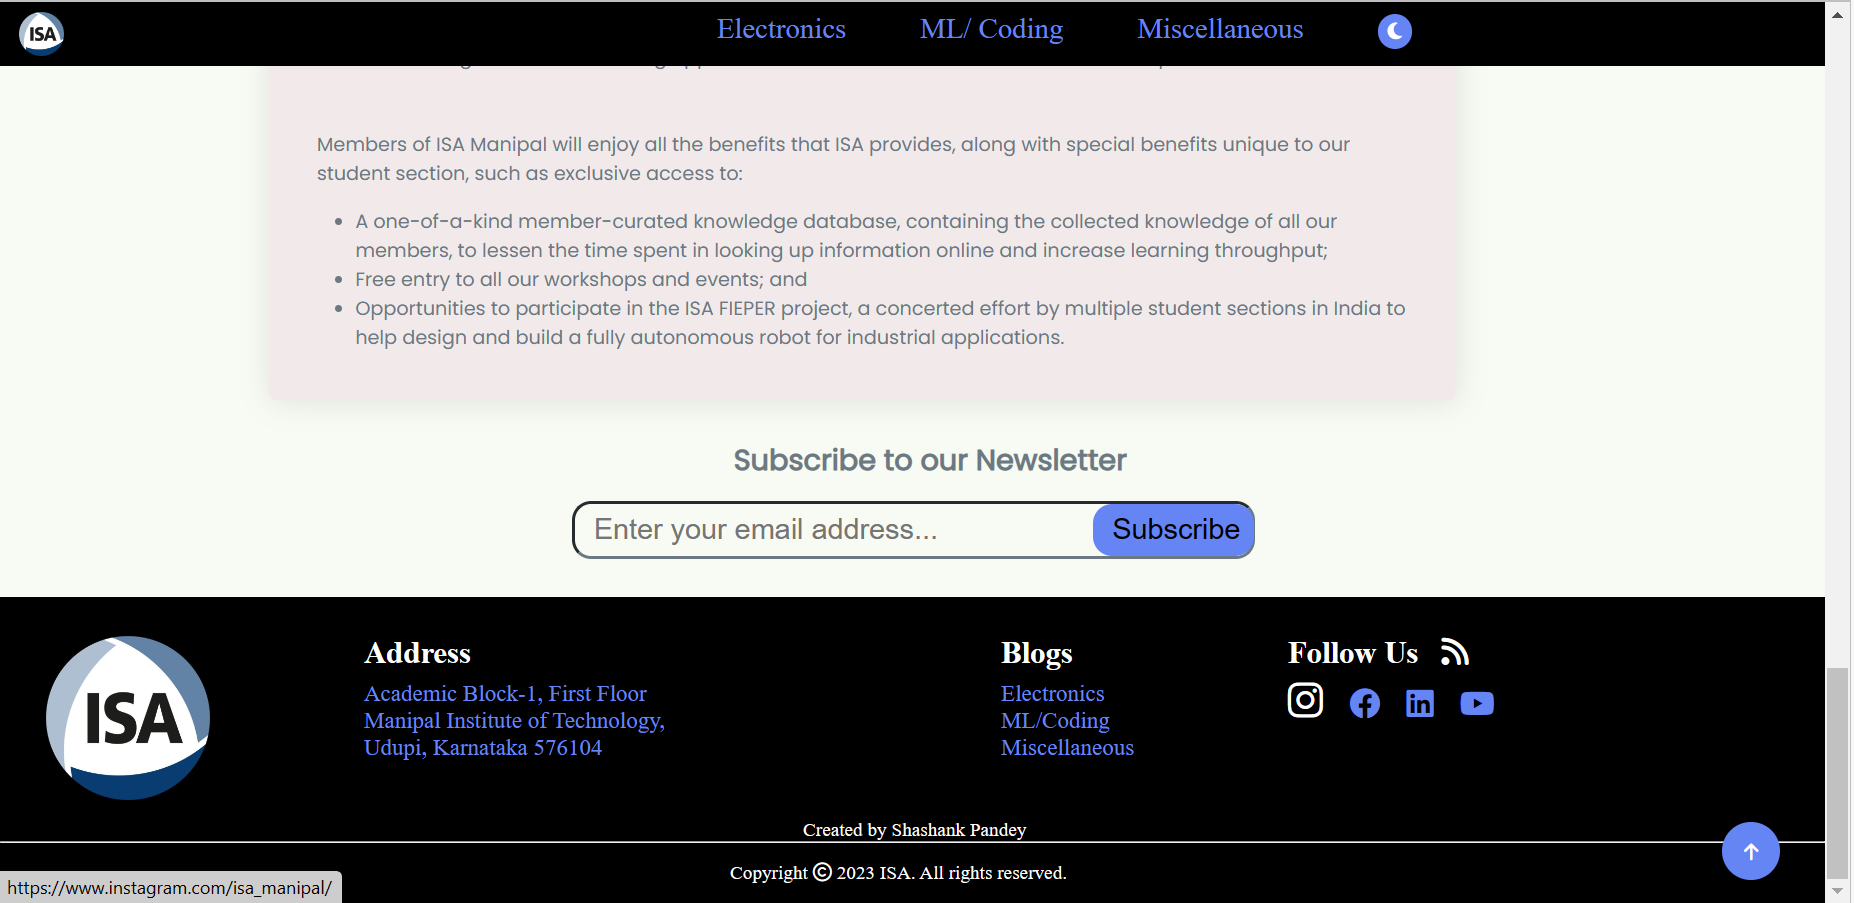 ISA
Electronics
ML/ Coding
Miscellaneous
Members of ISA Manipal will enjoy all the benefits that ISA provides, along with special benefits unique to our
student section, such as exclusive access to:
• A one-of-a-kind member-curated knowledge database, containing the collected knowledge of all our
members, to lessen the time spent in looking up information online and increase learning throughput;
• Free entry to all our workshops and events; and
• Opportunities to participate in the ISA FIEPER project, a concerted effort by multiple student sections in India to
help design and build a fully autonomous robot for industrial applications.
Subscribe to our Newsletter
Enter your email address...
Subscribe
ISA
Address
Academic Block-1, First Floor
Manipal Institute of Technology,
Udupi, Karnataka 576104
Blogs
Electronics
ML/Coding
Miscellaneous
Follow Us
in
Created by Shashank Pandey
Copyright © 2023 ISA. All rights reserved.
https://www.instagram.com/isa_manipal/